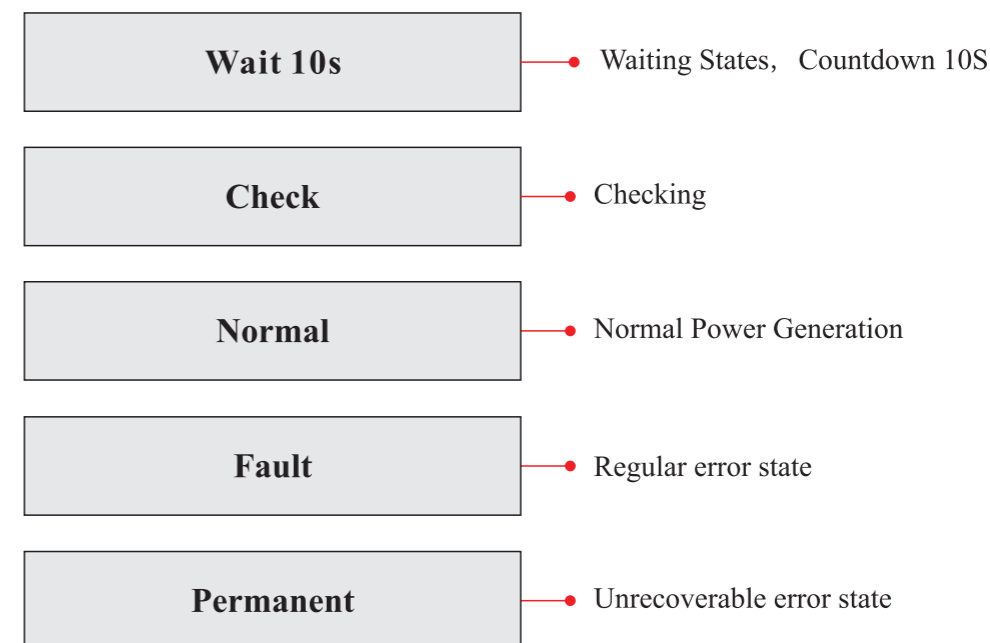 Wait 10s
Waiting States， Countdown 10S
Check
Checking
Normal
Normal Power Generation
Fault
Regular error state
Permanent
Unrecoverable error state